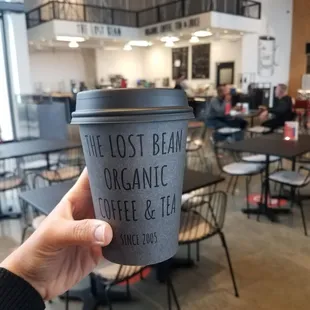 THE LOST BEAN
THE LOST BEAN
ORGANIC
COFFEE & TEA
SINCE 2005